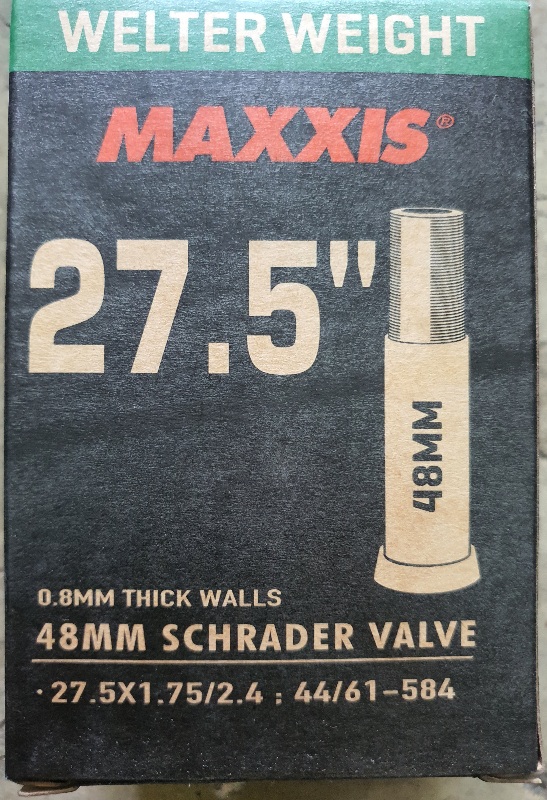 WELTER WEIGHT
MAXXIS®
27.5"
48MM
0.8MM THICK WALLS
48MM SCHRADER VALVE
·27.5X1.75/2.4 ; 44/61-584